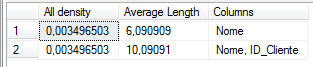 All density Average Length Columns
1 0,003496503 6,090909 Nome
2 0,003496503 10,09091 Nome, ID_Cliente